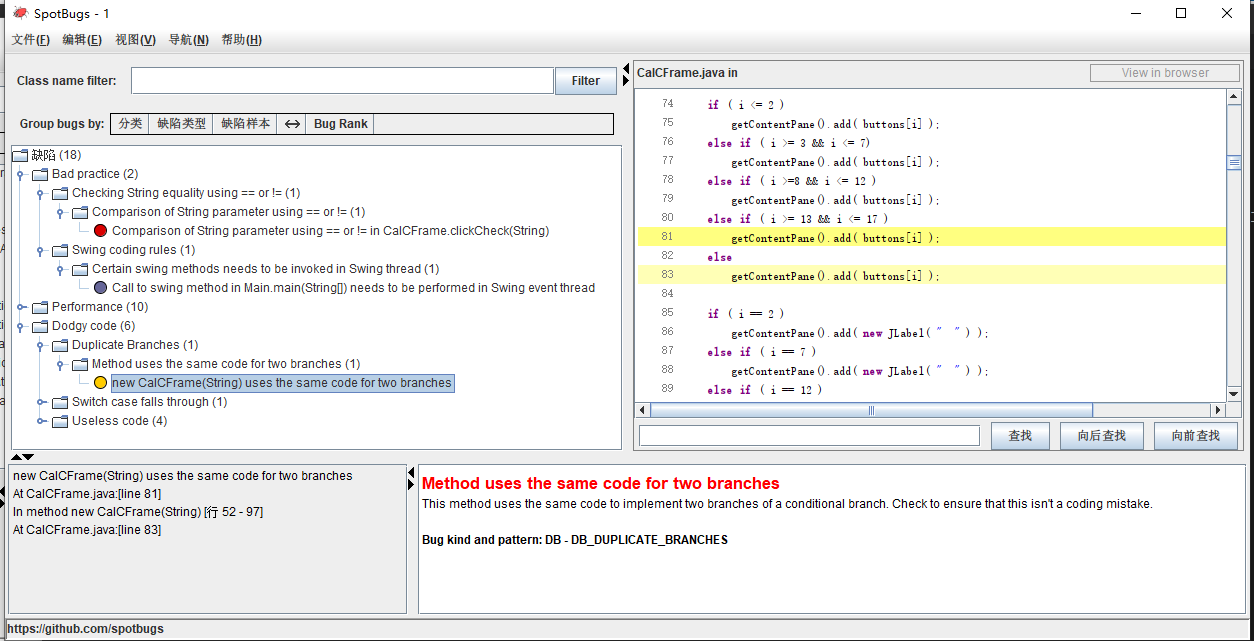 SpotBugs - 1
文件(F) 编辑(E) 视图(V) 导航(N) 帮助(H)
Class name filter: Filter
Group bugs by: 分类 缺陷类型 缺陷样本 ↔ Bug Rank
缺陷 (18)
Bad practice (2)
Checking String equality using == or != (1)
Comparison of String parameter using == or != (1)
Comparison of String parameter using == or != in CalCFrame.clickCheck(String)
Swing coding rules (1)
Certain swing methods needs to be invoked in Swing thread (1)
Call to swing method in Main.main(String[]) needs to be performed in Swing event thread
Performance (10)
Dodgy code (6)
Duplicate Branches (1)
Method uses the same code for two branches (1)
new CalCFrame(String) uses the same code for two branches
Switch case falls through (1)
Useless code (4)
CalCFrame.java in View in browser
74 if ( i <= 2 )
75 getContentPane().add( buttons[i] );
76 else if ( i >= 3 && i <= 7)
77 getContentPane().add( buttons[i] );
78 else if ( i >=8 && i <= 12 )
79 getContentPane().add( buttons[i] );
80 else if ( i >= 13 && i <= 17 )
81 getContentPane().add( buttons[i] );
82 else
83 getContentPane().add( buttons[i] );
84
85 if ( i == 2 )
86 getContentPane().add( new JLabel( "  " ) );
87 else if ( i == 7 )
88 getContentPane().add( new JLabel( "  " ) );
89 else if ( i == 12 )
查找 向后查找 向前查找
new CalCFrame(String) uses the same code for two branches
At CalCFrame.java:[line 81]
In method new CalCFrame(String) [行 52 - 97]
At CalCFrame.java:[line 83]
Method uses the same code for two branches
This method uses the same code to implement two branches of a conditional branch. Check to ensure that this isn't a coding mistake.
Bug kind and pattern: DB - DB_DUPLICATE_BRANCHES
https://github.com/spotbugs